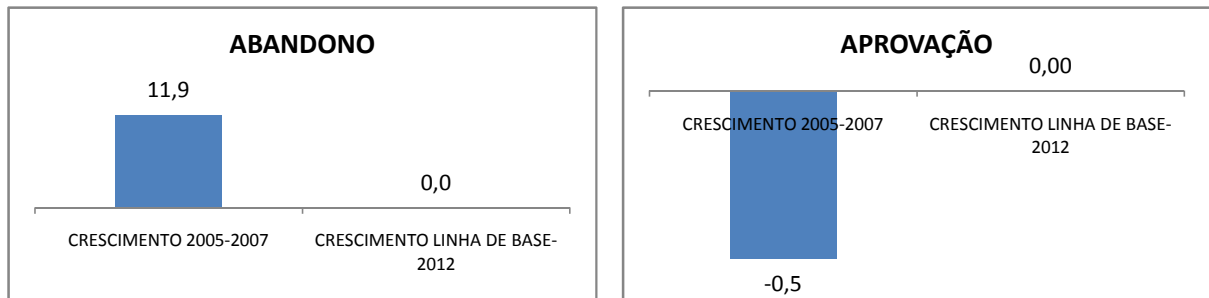 ABANDONO
11,9
0,0
CRESCIMENTO 2005-2007
CRESCIMENTO LINHA DE BASE-
2012
APROVAÇÃO
0,00
CRESCIMENTO 2005-2007
CRESCIMENTO LINHA DE BASE-
2012
-0,5